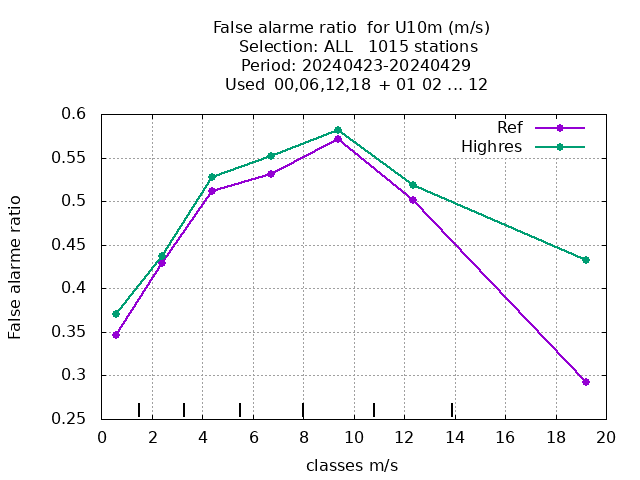 False alarme ratio  for U10m (m/s)
Selection: ALL   1015 stations
Period: 20240423-20240429
Used  00,06,12,18 + 01 02 ... 12
Ref
Highres
False alarme ratio
0.6
0.55
0.5
0.45
0.4
0.35
0.3
0.25
0 2 4 6 8 10 12 14 16 18 20
classes m/s